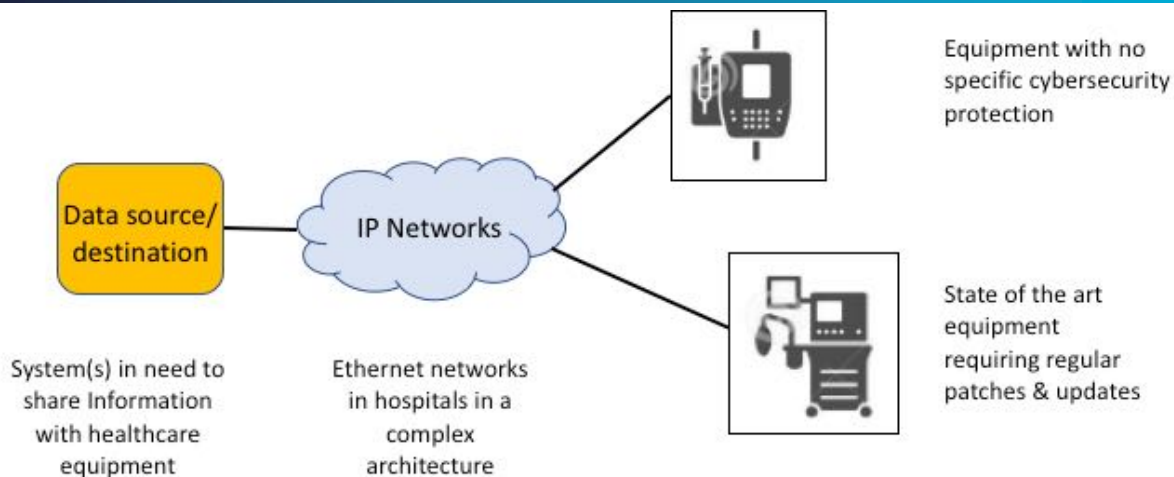 Equipment with no
specific cybersecurity
protection
Data source/
destination
IP Networks
State of the art
equipment
requiring regular
patches & updates
System(s) in need to
share Information
with healthcare
equipment
Ethernet networks
in hospitals in a
complex
architecture